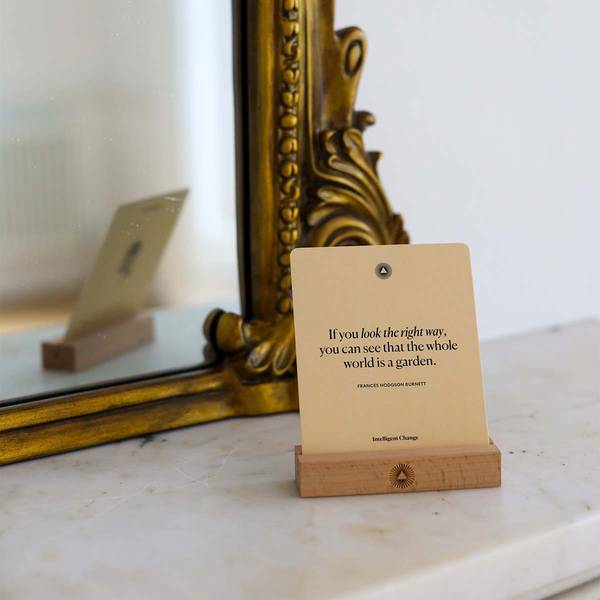 If you look the right way,
you can see that the whole
world is a garden.
FRANCES HODGSON BURNETT
Intelligent Change